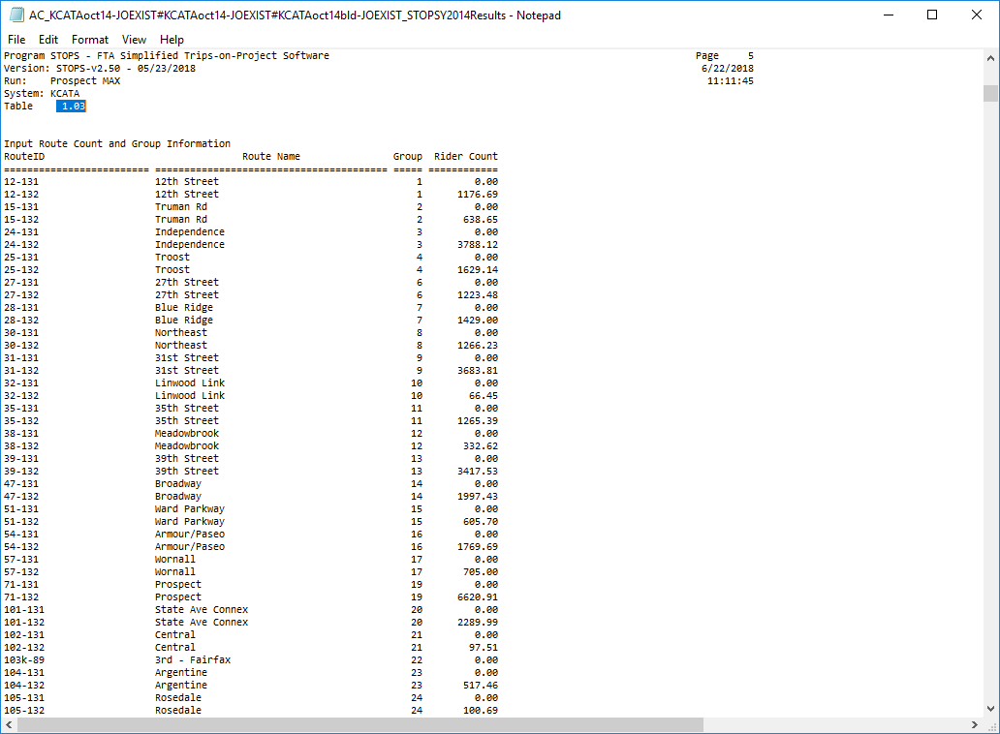 AC_KCATAoct14-JOEXIST#KCATAoct14-JOEXIST#KCATAoct14bld-JOEXIST_STOPSY2014Results - Notepad
File Edit Format View Help
Program STOPS - FTA Simplified Trips-on-Project Software Page 5
Version: STOPS-v2.50 - 05/23/2018 6/22/2018
Run: Prospect MAX 11:11:45
System: KCATA
Table 1.03
Input Route Count and Group Information
RouteID Route Name Group Rider Count
========================= ======================================== ===== ============
12-131 12th Street 1 0.00
12-132 12th Street 1 1176.69
15-131 Truman Rd 2 0.00
15-132 Truman Rd 2 638.65
24-131 Independence 3 0.00
24-132 Independence 3 3788.12
25-131 Troost 4 0.00
25-132 Troost 4 1629.14
27-131 27th Street 6 0.00
27-132 27th Street 6 1223.48
28-131 Blue Ridge 7 0.00
28-132 Blue Ridge 7 1429.00
30-131 Northeast 8 0.00
30-132 Northeast 8 1266.23
31-131 31st Street 9 0.00
31-132 31st Street 9 3683.81
32-131 Linwood Link 10 0.00
32-132 Linwood Link 10 66.45
35-131 35th Street 11 0.00
35-132 35th Street 11 1265.39
38-131 Meadowbrook 12 0.00
38-132 Meadowbrook 12 332.62
39-131 39th Street 13 0.00
39-132 39th Street 13 3417.53
47-131 Broadway 14 0.00
47-132 Broadway 14 1997.43
51-131 Ward Parkway 15 0.00
51-132 Ward Parkway 15 605.70
54-131 Armour/Paseo 16 0.00
54-132 Armour/Paseo 16 1769.69
57-131 Wornall 17 0.00
57-132 Wornall 17 705.00
71-131 Prospect 19 0.00
71-132 Prospect 19 6620.91
101-131 State Ave Connex 20 0.00
101-132 State Ave Connex 20 2289.99
102-131 Central 21 0.00
102-132 Central 21 97.51
103k-89 3rd - Fairfax 22 0.00
104-131 Argentine 23 0.00
104-132 Argentine 23 517.46
105-131 Rosedale 24 0.00
105-132 Rosedale 24 100.69